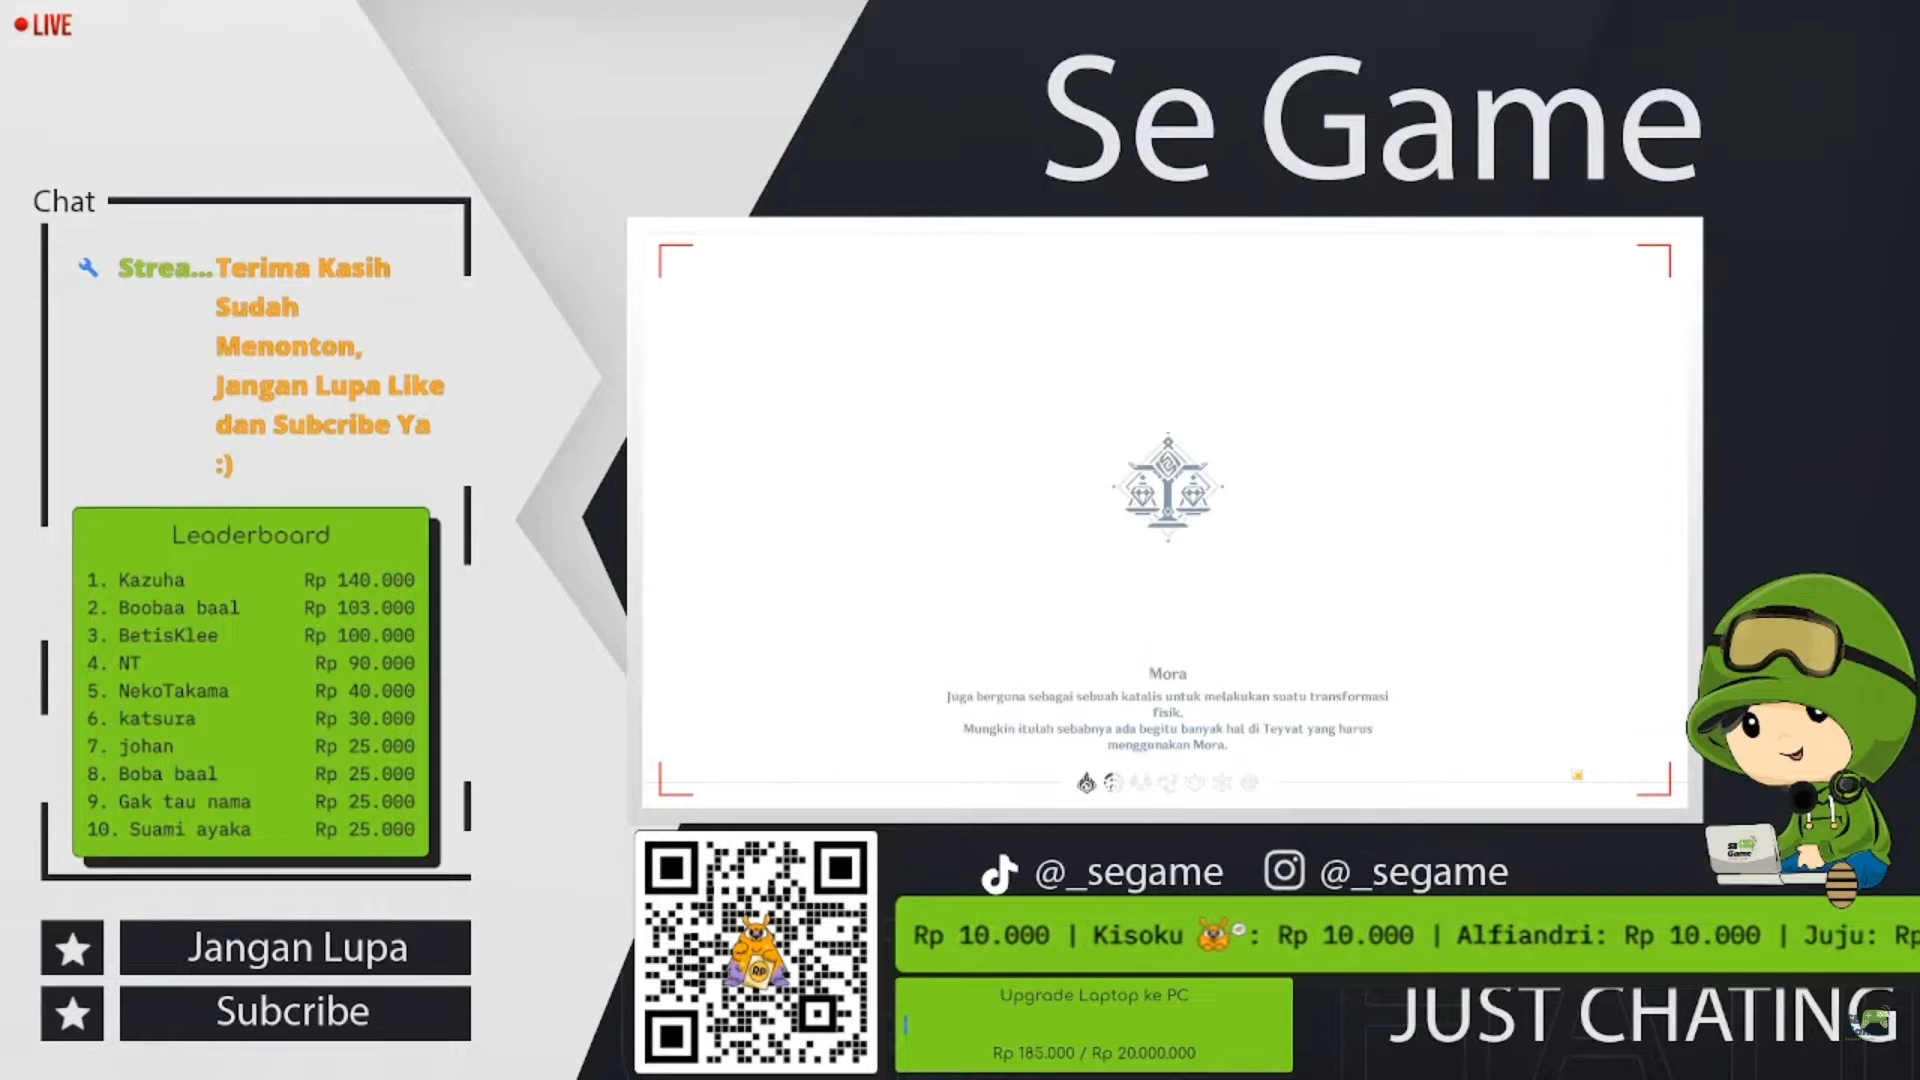 LIVE
Se Game
Chat
Strea... Terima Kasih
Sudah
Menonton,
Jangan Lupa Like
dan Subcribe Ya
:)
Leaderboard
1. Kazuha Rp 140.000
2. Boobaa baal Rp 103.000
3. BetisKlee Rp 100.000
4. NT Rp 90.000
5. NekoTakama Rp 40.000
6. katsura Rp 30.000
7. johan Rp 25.000
8. Boba baal Rp 25.000
9. Gak tau nama Rp 25.000
10. Suami ayaka Rp 25.000
Jangan Lupa
Subcribe
Mora
Juga berguna sebagai sebuah katalis untuk melakukan suatu transformasi
fisik.
Mungkin itulah sebabnya ada begitu banyak hal di Teyvat yang harus
menggunakan Mora.
SE
Game
RP
@_segame @_segame
Rp 10.000 | Kisoku : Rp 10.000 | Alfiandri: Rp 10.000 | Juju: Rp
Upgrade Laptop ke PC
Rp 185.000 / Rp 20.000.000
JUST CHATING